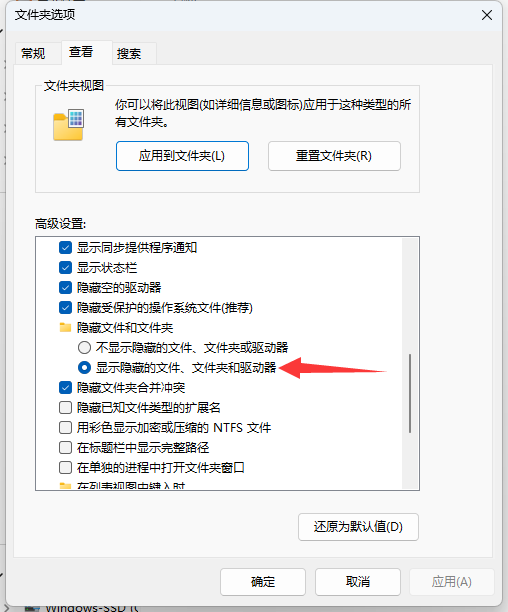 文件夹选项
常规
查看
搜索
文件夹视图
你可以将此视图(如详细信息或图标)应用于这种类型的所
有文件夹。
应用到文件夹(L)
重置文件夹(R)
高级设置:
显示同步提供程序通知
显示状态栏
隐藏空的驱动器
隐藏受保护的操作系统文件(推荐)
隐藏文件和文件夹
不显示隐藏的文件、文件夹或驱动器
显示隐藏的文件、文件夹和驱动器
隐藏文件夹合并冲突
隐藏已知文件类型的扩展名
用彩色显示加密或压缩的 NTFS 文件
在标题栏中显示完整路径
在单独的进程中打开文件夹窗口
在列表视图中键入时
还原为默认值(D)
确定
取消
应用(A)
Windows-SSD (C